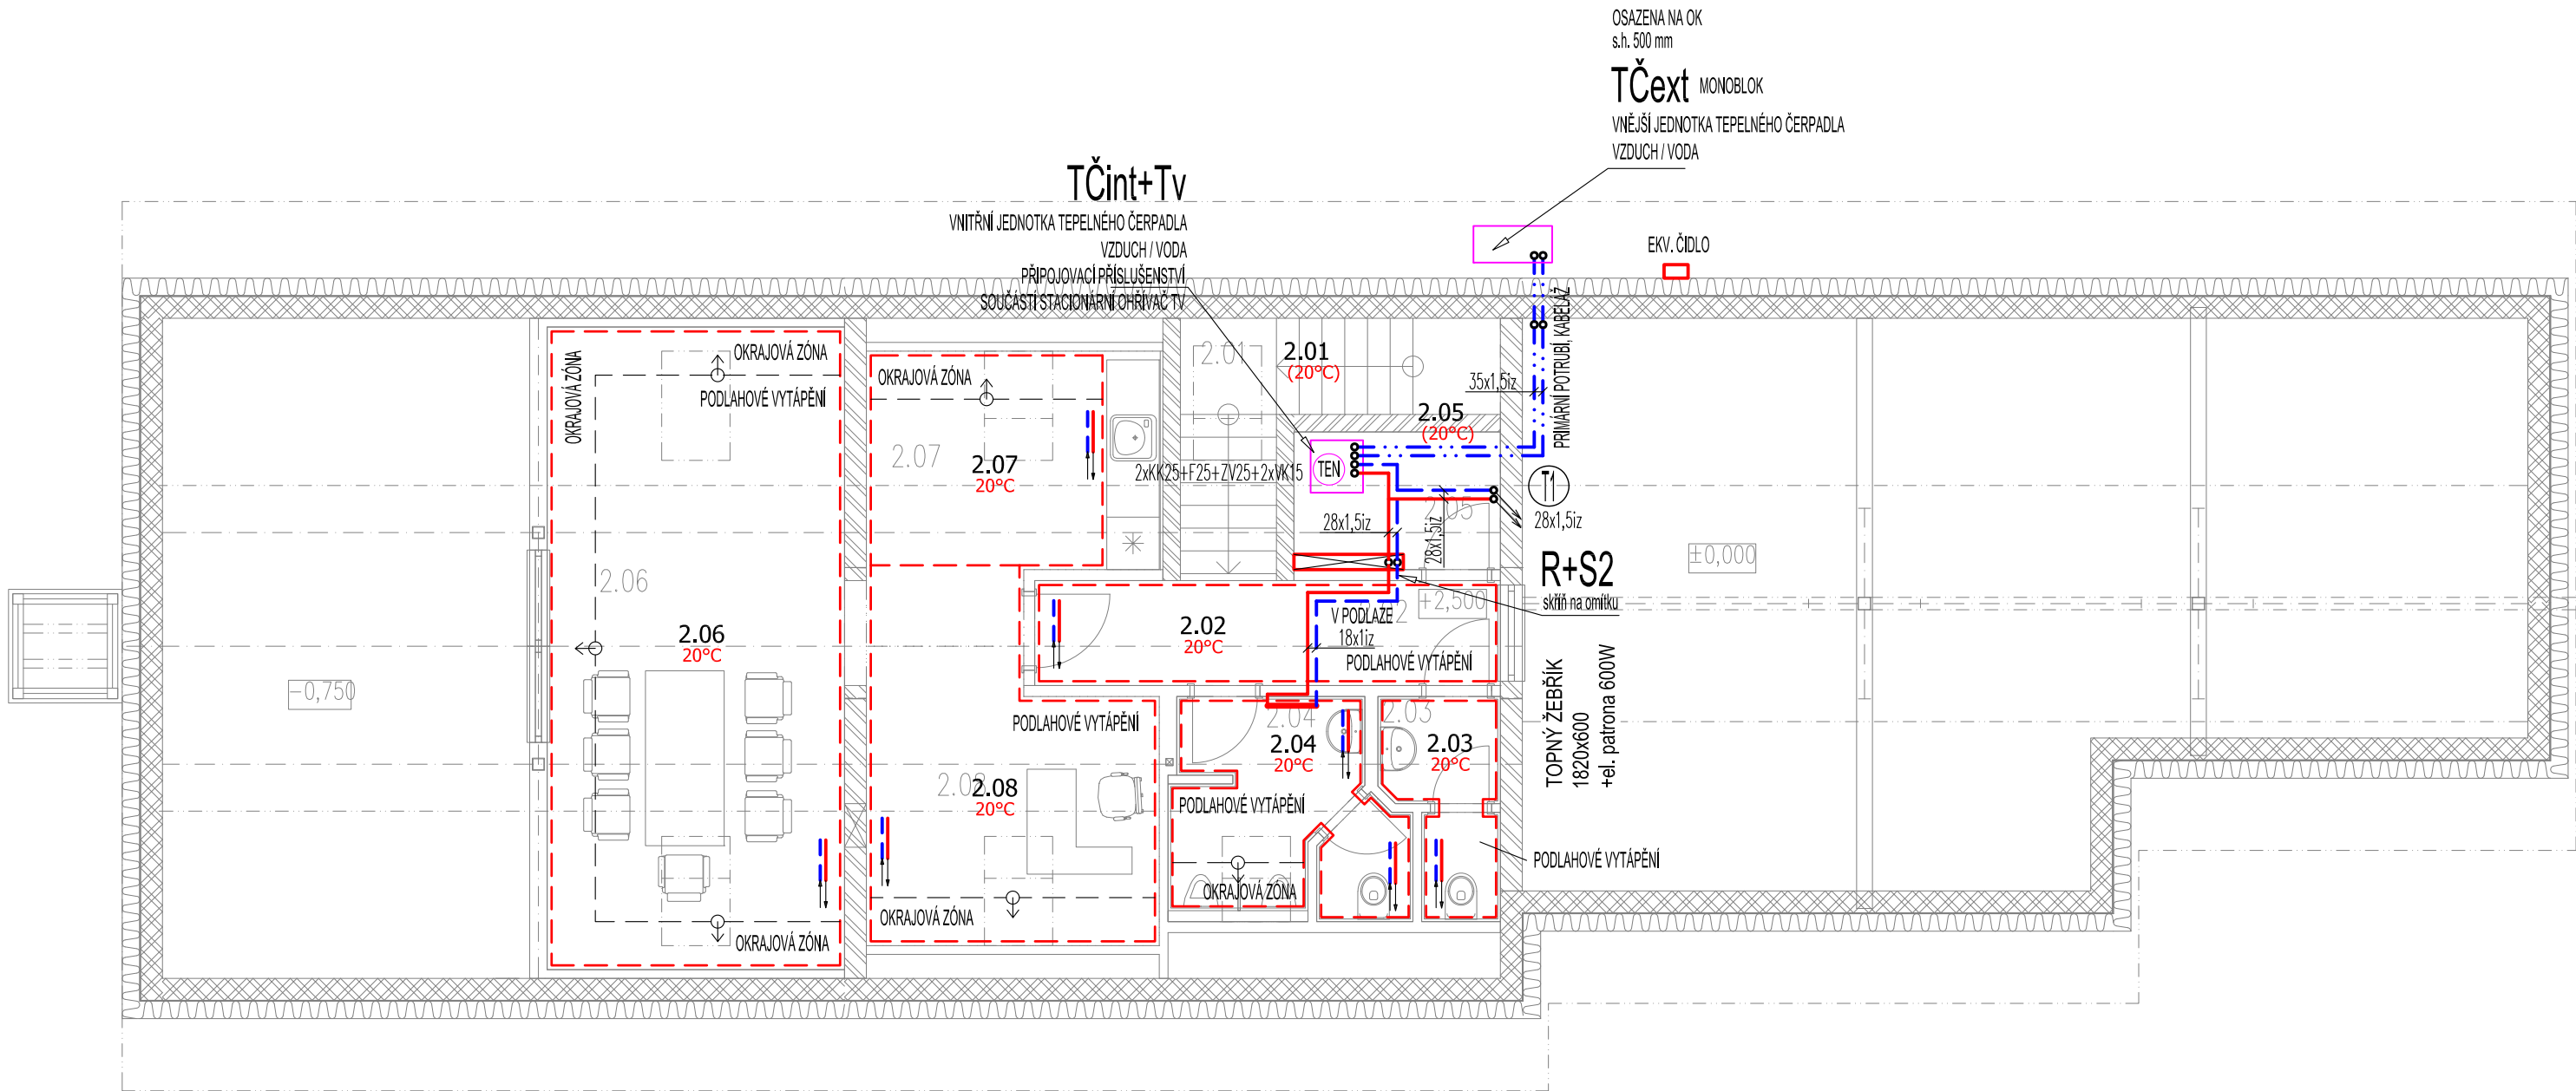 OSAZENA NA OK
s.h. 500 mm
TČext MONOBLOK
VNĚJŠÍ JEDNOTKA TEPELNÉHO ČERPADLA
VZDUCH / VODA
TČint+Tv
VNITŘNÍ JEDNOTKA TEPELNÉHO ČERPADLA
VZDUCH / VODA
PŘIPOJOVACÍ PŘÍSLUŠENSTVÍ
SOUČÁSTÍ STACIONÁRNÍ OHŘÍVAČ TV
EKV. ČIDLO
PRIMÁRNÍ POTRUBÍ, KABELÁŽ
35x1,5iz
2.01
2.01
(20°C)
2.05
(20°C)
OKRAJOVÁ ZÓNA
OKRAJOVÁ ZÓNA
PODLAHOVÉ VYTÁPĚNÍ
OKRAJOVÁ ZÓNA
2.07
2.07
20°C
2xKK25+F25+ZV25+2xVK15
TEN
T1
28x1,5iz
2.05
28x1,5iz
28x1,5iz
R+S2
skříň na omítku
±0,000
2.06
2.06
20°C
-0,750
2.02
20°C
2.02
+2,500
V PODLAZE
18x1iz
PODLAHOVÉ VYTÁPĚNÍ
PODLAHOVÉ VYTÁPĚNÍ
2.04
2.04
20°C
2.03
2.03
20°C
TOPNÝ ŽEBŘÍK
1820x600
+el. patrona 600W
2.08
2.08
20°C
PODLAHOVÉ VYTÁPĚNÍ
PODLAHOVÉ VYTÁPĚNÍ
OKRAJOVÁ ZÓNA
OKRAJOVÁ ZÓNA
OKRAJOVÁ ZÓNA